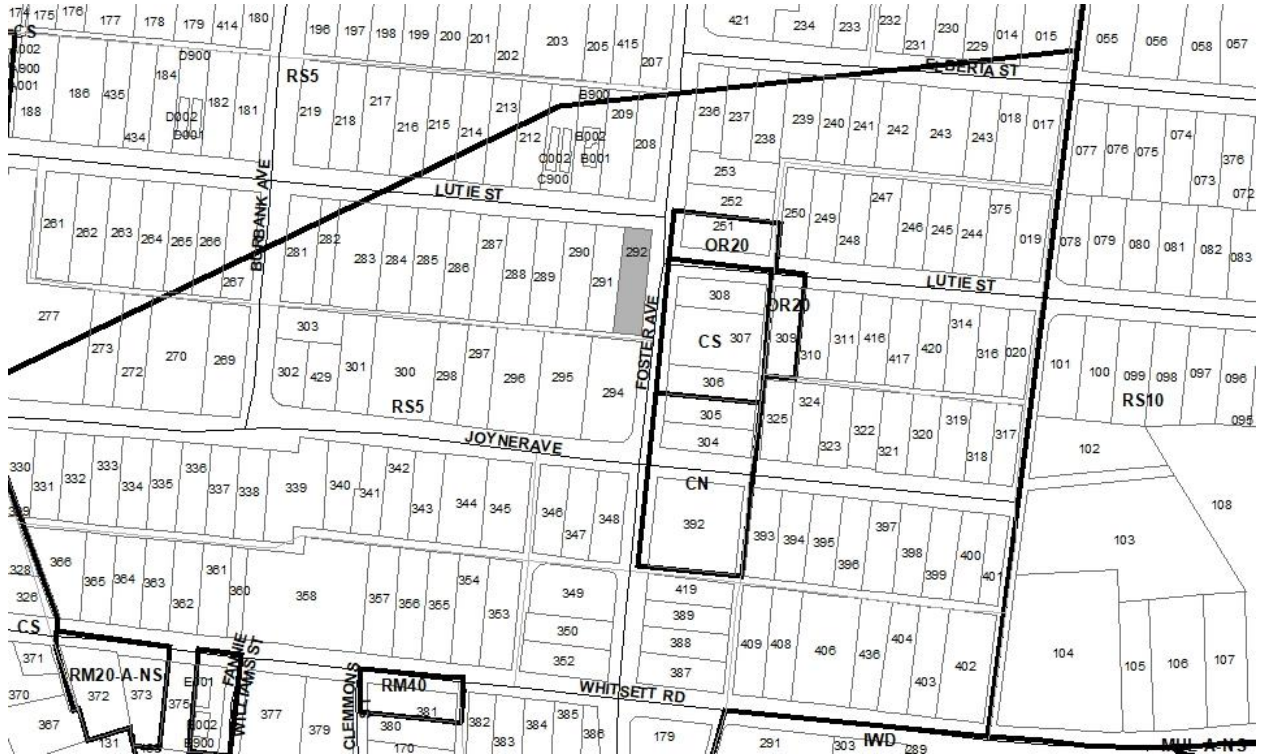 174 175 176 177 178 179 414 180 196 197 198 199 200 201 202 203 205 415 207 421 234 233 232 231 230 229 014 015 055 056 058 057
CS
D900
184
RS5
B900
ELBERTA ST
188 186 435 434 D002 D001 182 181 219 218 217 216 215 214 213 212 C002 C900 B002 B001 209 208 236 237 238 239 240 241 242 243 243 018 017 077 076 075 074 073 376 072
LUTIE ST
BURBANK AVE
253
252
251
OR20
250 249 248 247 246 245 244 375 019 078 079 080 081 082 083
261 262 263 264 265 266 267 281 282 283 284 285 286 287 288 289 290 291 292
LUTIE ST
FOSTER AVE
308
307
CS
306
OR20
309 310 311 416 417 420 314 316 020 101 100 099 098 097 096 095
RS10
277 273 272 270 269 303 302 429 301 300 298 297 296 295 294
RS5
305
304
325 324 323 322 321 320 319 318 317 102
JOYNER AVE
CN
392
330 331 332 333 334 335 336 337 338 339 340 341 342 343 344 345 346 347 348
393 394 395 396 397 398 399 400 401 103 108
328
326
366 365 364 363 362 361 360 358 357 356 355 354 353 349
350
352
419
389
388
387
409 408 406 436 404 403 402 104 105 106 107
CS
371
370
367
RM20-A-NS
372 373 375
131
FANNIE WILLIAMS ST
377 379
CLEMMONS ST
RM40
381
380
170
382 383 384 385 386
WHITSETT RD
179
291 303 289
IWD
MUL-A-NS